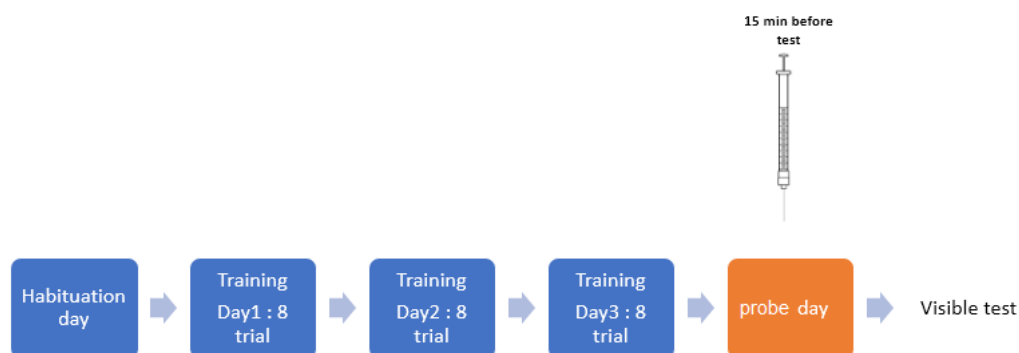 15 min before
test
Habituation
day
Training
Day1 : 8
trial
Training
Day2 : 8
trial
Training
Day3 : 8
trial
probe day
Visible test